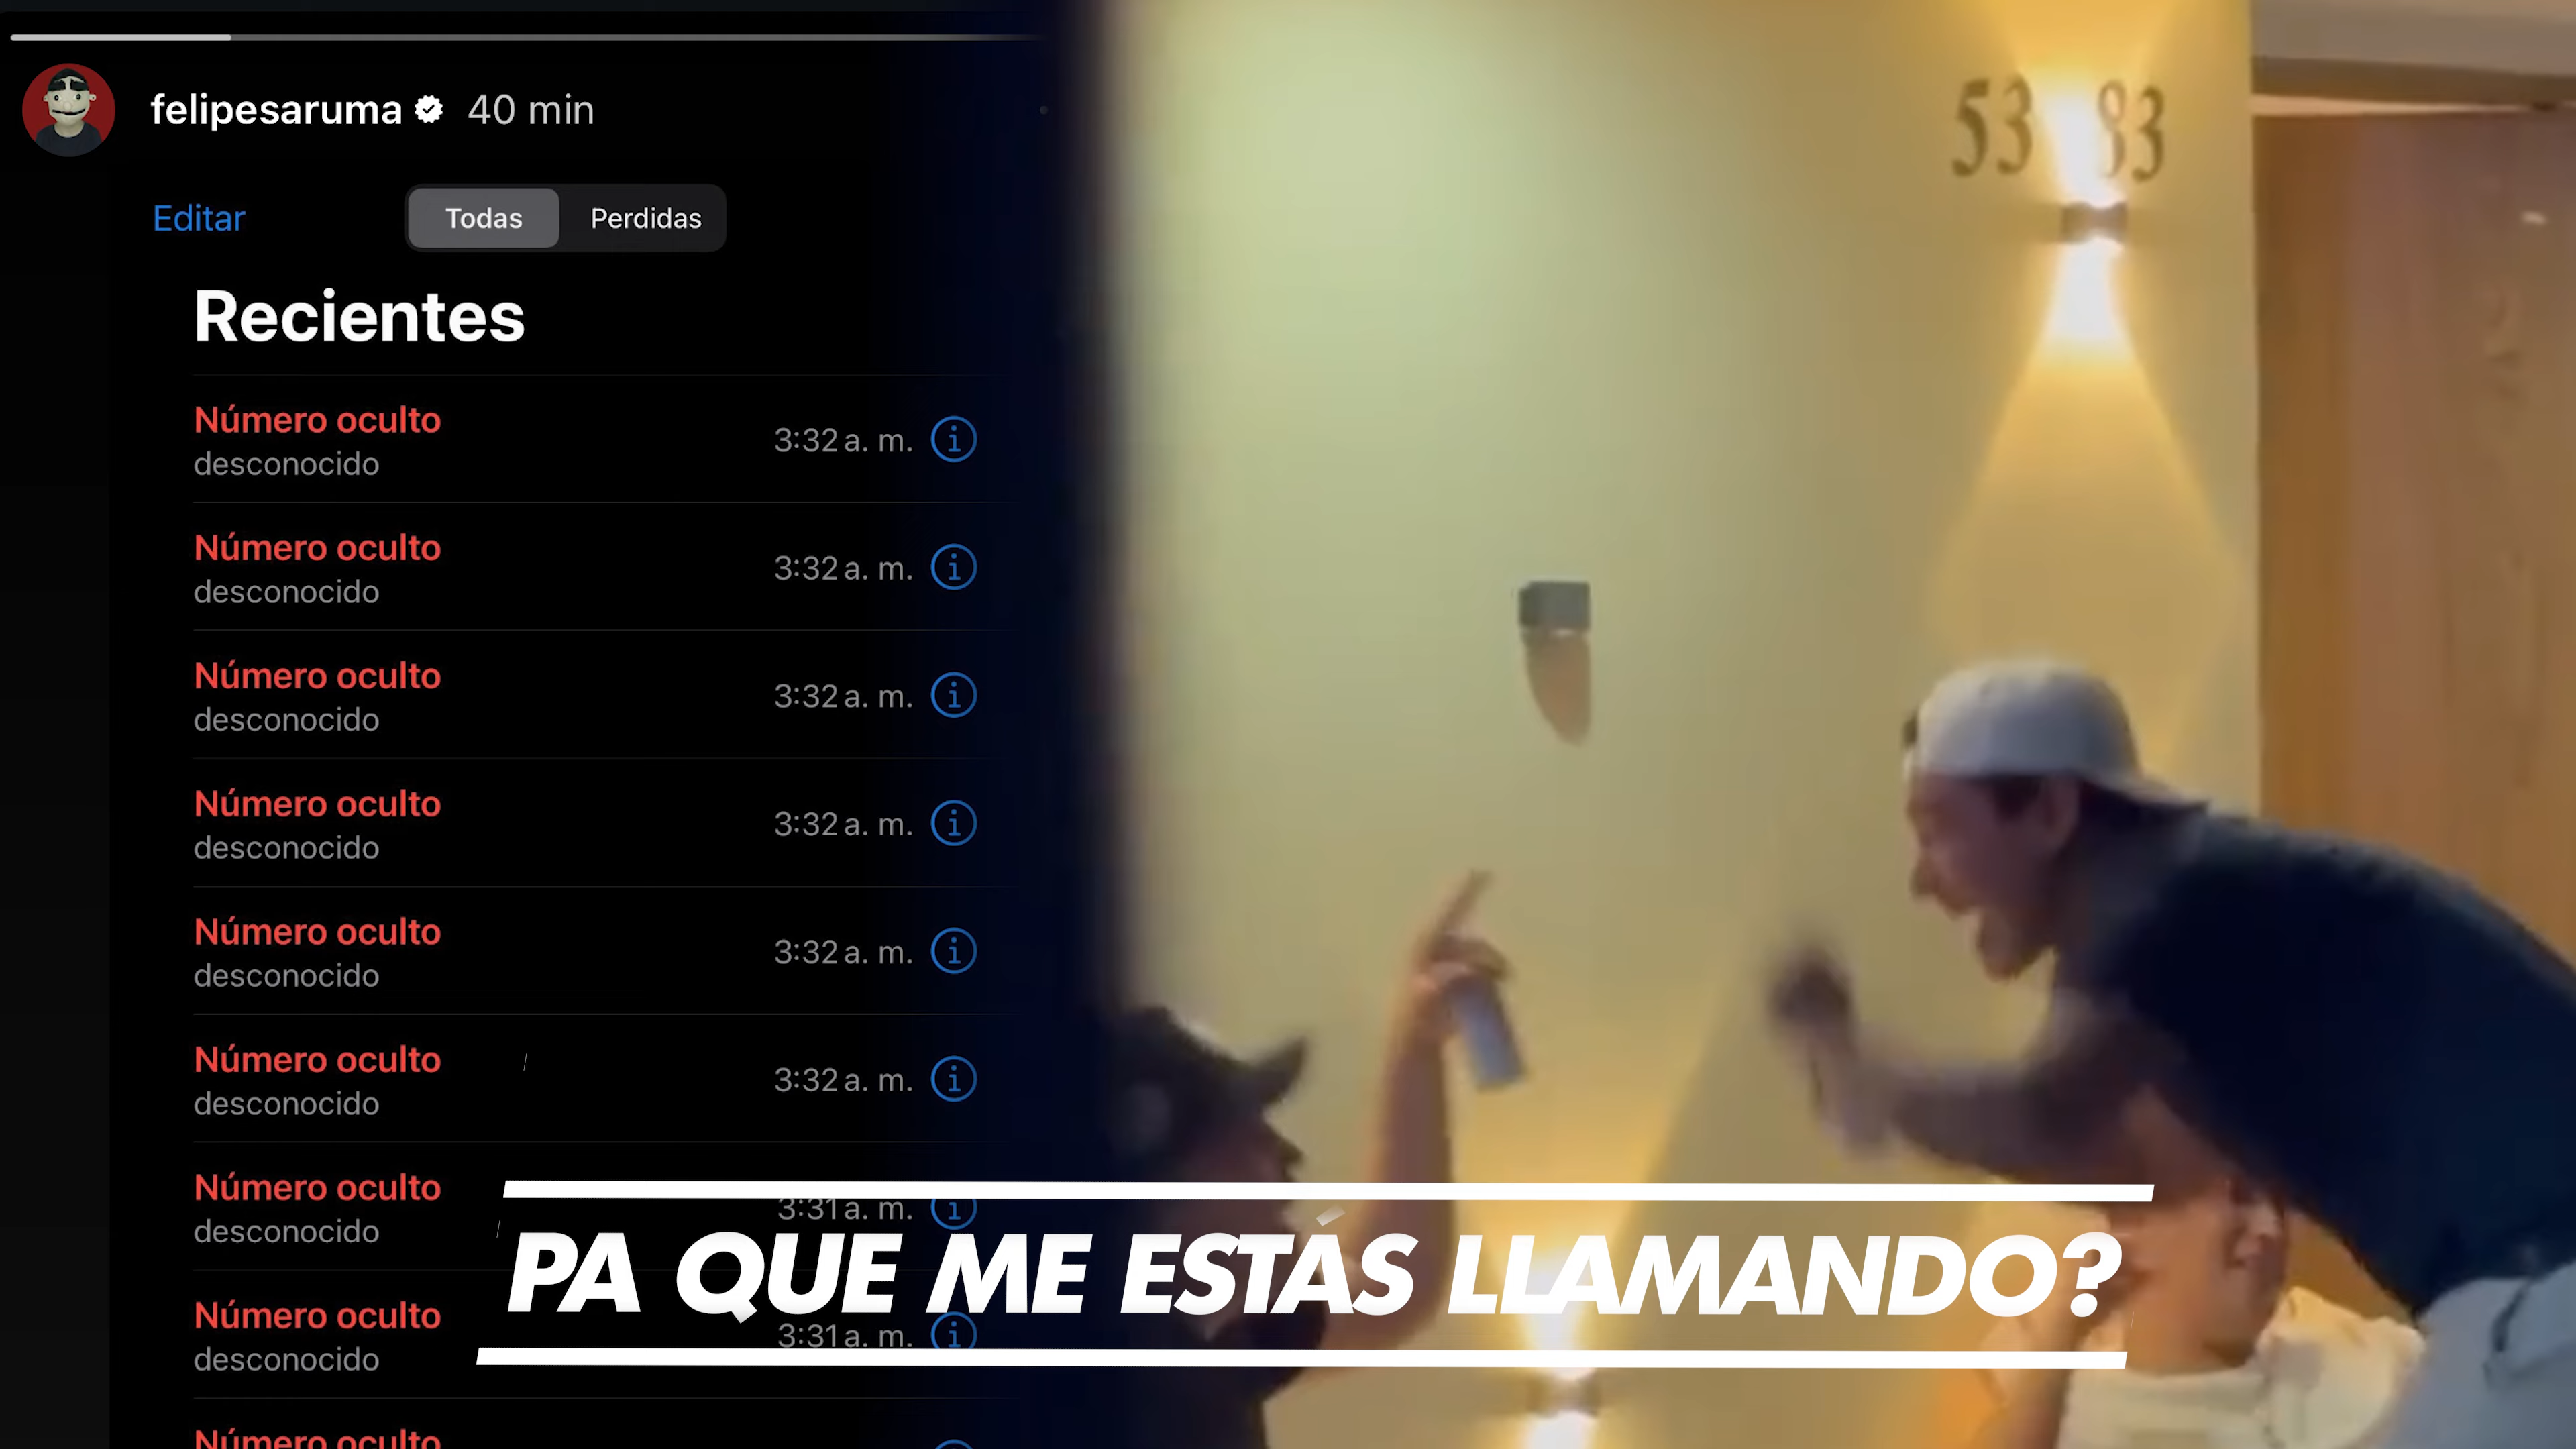 felipesaruma 40 min
Editar Todas Perdidas
Recientes
Número oculto 3:32 a. m.
desconocido
Número oculto 3:32 a. m.
desconocido
Número oculto 3:32 a. m.
desconocido
Número oculto 3:32 a. m.
desconocido
Número oculto 3:32 a. m.
desconocido
Número oculto 3:32 a. m.
desconocido
Número oculto 3:31 a. m.
desconocido
Número oculto 3:31 a. m.
desconocido
Número oculto
53 83
PA QUE ME ESTÁS LLAMANDO?